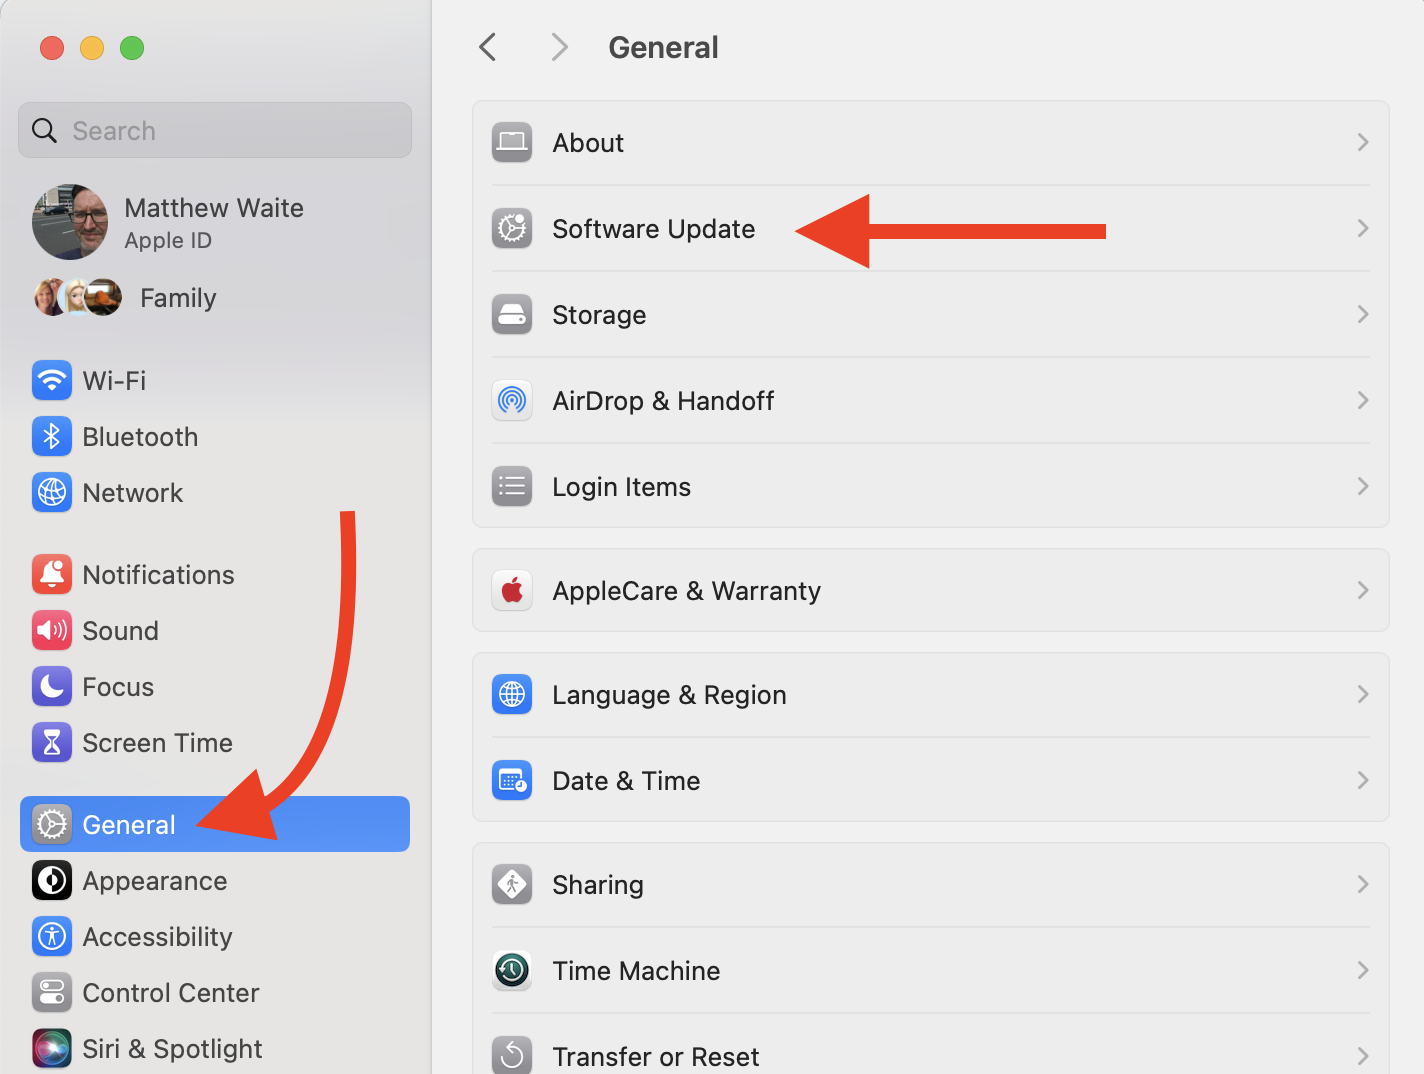 General
Search
Matthew Waite
Apple ID
Family
Wi-Fi
Bluetooth
Network
Notifications
Sound
Focus
Screen Time
General
Appearance
Accessibility
Control Center
Siri & Spotlight
About
Software Update
Storage
AirDrop & Handoff
Login Items
AppleCare & Warranty
Language & Region
Date & Time
Sharing
Time Machine
Transfer or Reset